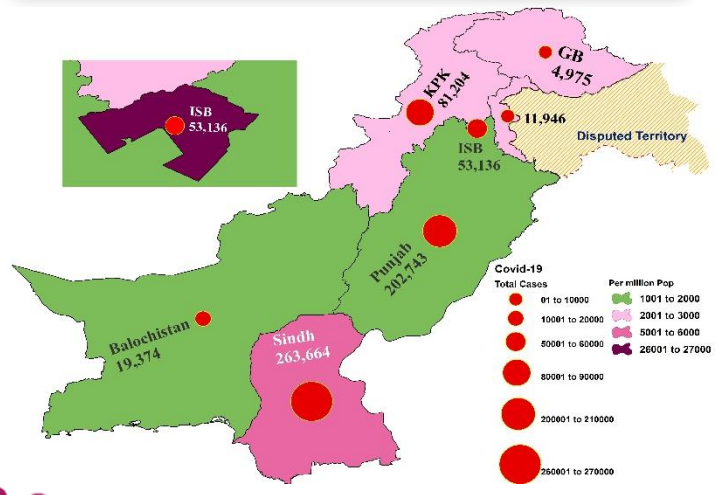 GB
4,975
KPK
81,204
ISB
53,136
11,946
Disputed Territory
ISB
53,136
Punjab
202,743
Balochistan
19,374
Sindh
263,664
Covid-19
Total Cases
01 to 10000
10001 to 20000
50001 to 60000
80001 to 90000
200001 to 210000
260001 to 270000
Per million Pop
1001 to 2000
2001 to 3000
5001 to 6000
26001 to 27000